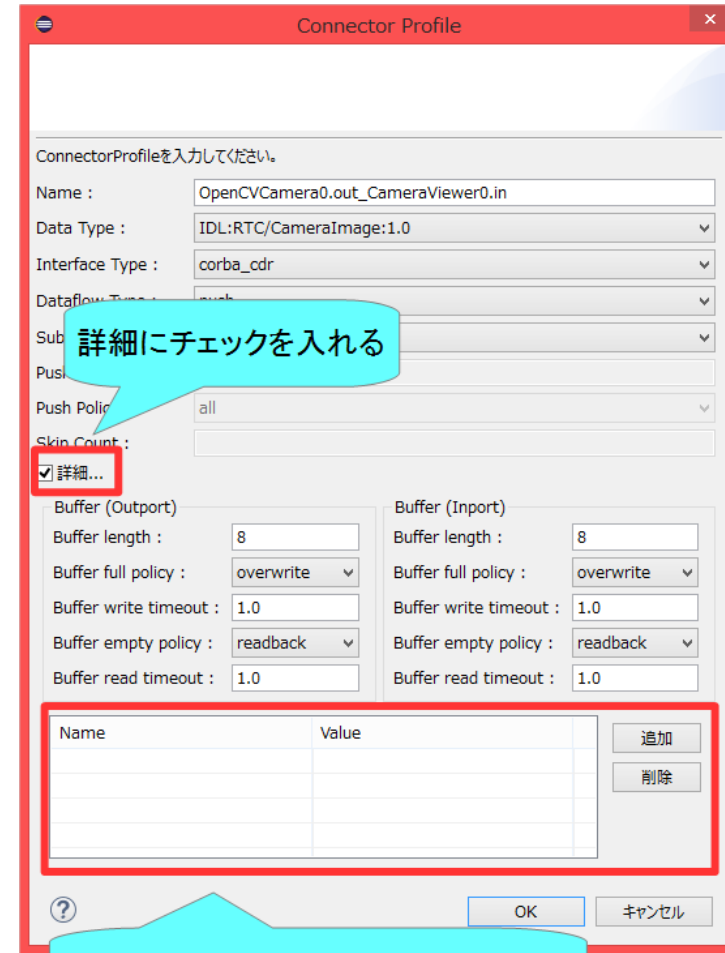 Connector Profile
ConnectorProfileを入力してください。
Name : OpenCVCamera0.out_CameraViewer0.in
Data Type : IDL:RTC/CameraImage:1.0
Interface Type : corba_cdr
Dataflow Type : push
Sub
詳細にチェックを入れる
Push
Push Polic all
Skin Count :
詳細...
Buffer (Outport) Buffer (Inport)
Buffer length : 8 Buffer length : 8
Buffer full policy : overwrite Buffer full policy : overwrite
Buffer write timeout : 1.0 Buffer write timeout : 1.0
Buffer empty policy : readback Buffer empty policy : readback
Buffer read timeout : 1.0 Buffer read timeout : 1.0
Name Value 追加
削除
? OK キャンセル